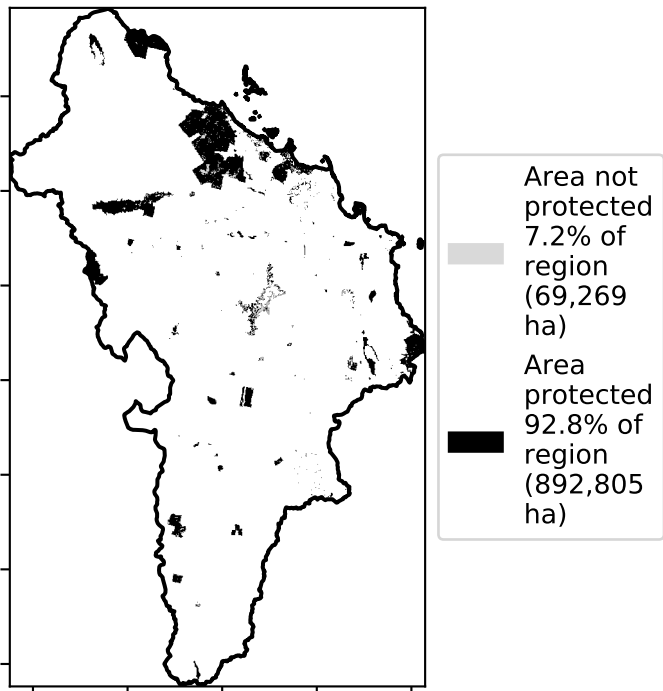 Area not
protected
7.2% of
region
(69,269
ha)
Area
protected
92.8% of
region
(892,805
ha)